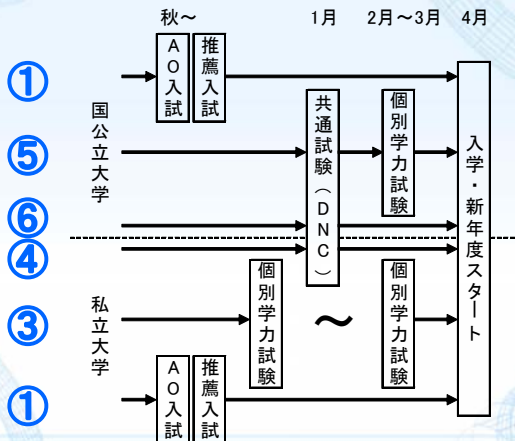 秋～ 1月 2月～3月 4月
①
AO入試
推薦入試
国公立大学
⑤
共通試験（DNC）
個別学力試験
入学・新年度スタート
⑥
④
私立大学
③
個別学力試験
～
個別学力試験
①
AO入試
推薦入試